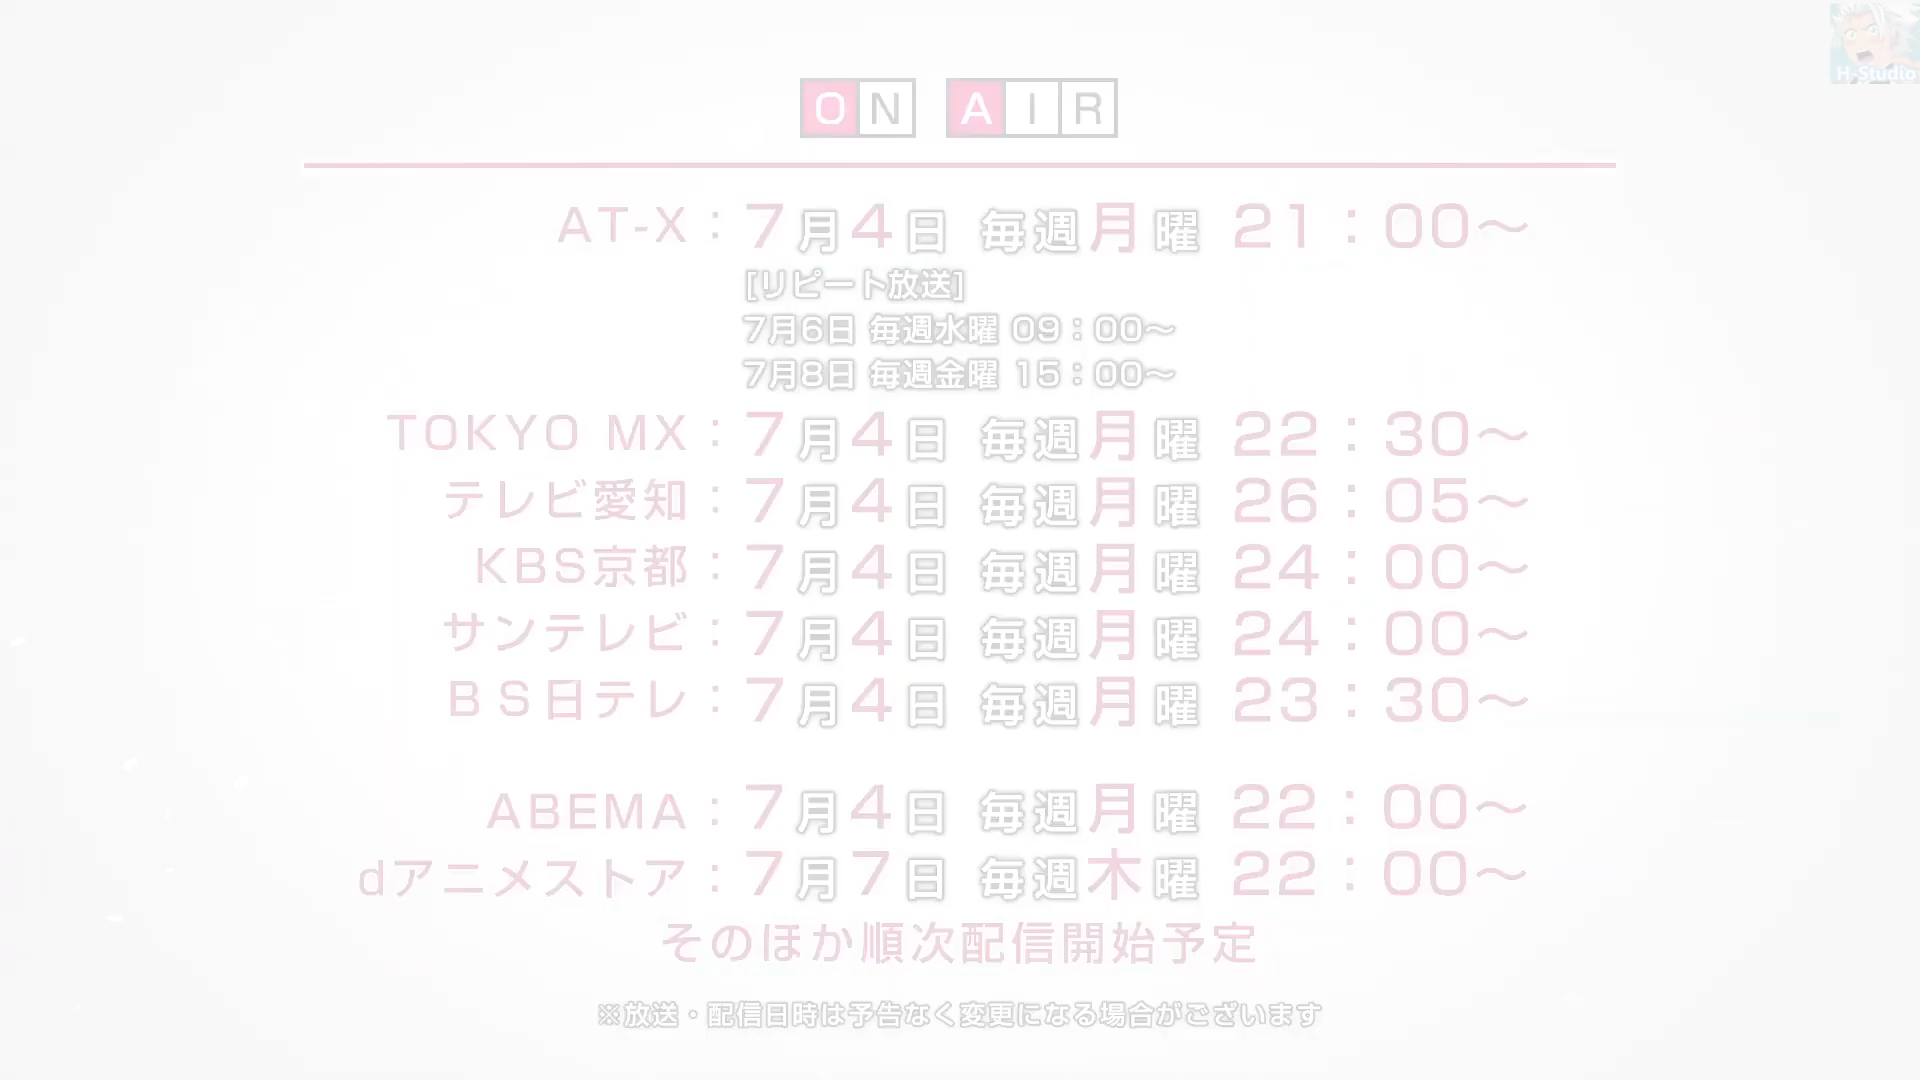 H-Studio
ON AIR
AT-X：7月4日 毎週月曜 21：00～
[リピート放送]
7月6日 毎週水曜 09：00～
7月8日 毎週金曜 15：00～
TOKYO MX：7月4日 毎週月曜 22：30～
テレビ愛知：7月4日 毎週月曜 26：05～
KBS京都：7月4日 毎週月曜 24：00～
サンテレビ：7月4日 毎週月曜 24：00～
BS日テレ：7月4日 毎週月曜 23：30～
ABEMA：7月4日 毎週月曜 22：00～
dアニメストア：7月7日 毎週木曜 22：00～
そのほか順次配信開始予定
※放送・配信日時は予告なく変更になる場合がございます